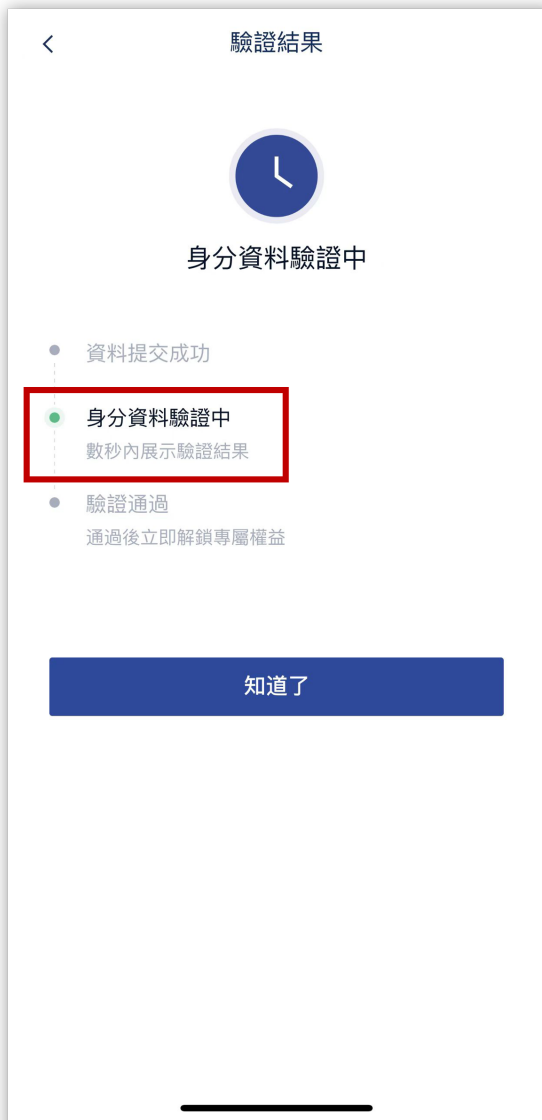 驗證結果
身分資料驗證中
資料提交成功
身分資料驗證中
數秒內展示驗證結果
驗證通過
通過後立即解鎖專屬權益
知道了